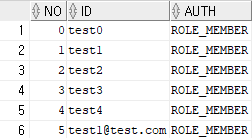 NO ID AUTH
1 0 test0 ROLE_MEMBER
2 1 test1 ROLE_MEMBER
3 2 test2 ROLE_MEMBER
4 3 test3 ROLE_MEMBER
5 4 test4 ROLE_MEMBER
6 5 test1@test.com ROLE_MEMBER